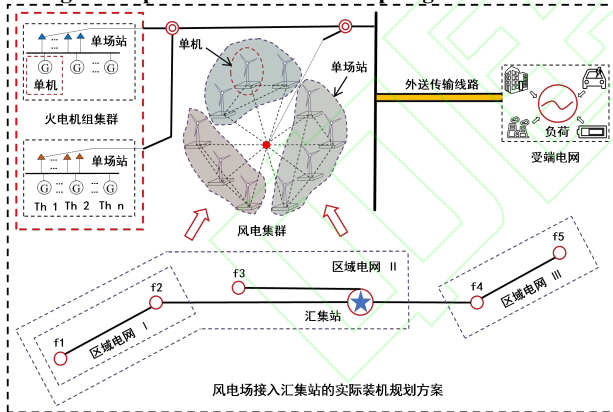 单场站
单机
火电机组集群
单场站
Th 1 Th 2 Th n
单机
单场站
风电集群
外送传输线路
负荷
受端电网
f1
区域电网 I
f2
f3
区域电网 II
汇集站
f4
区域电网 III
f5
风电场接入汇集站的实际装机规划方案
G
G
G
G
G
G